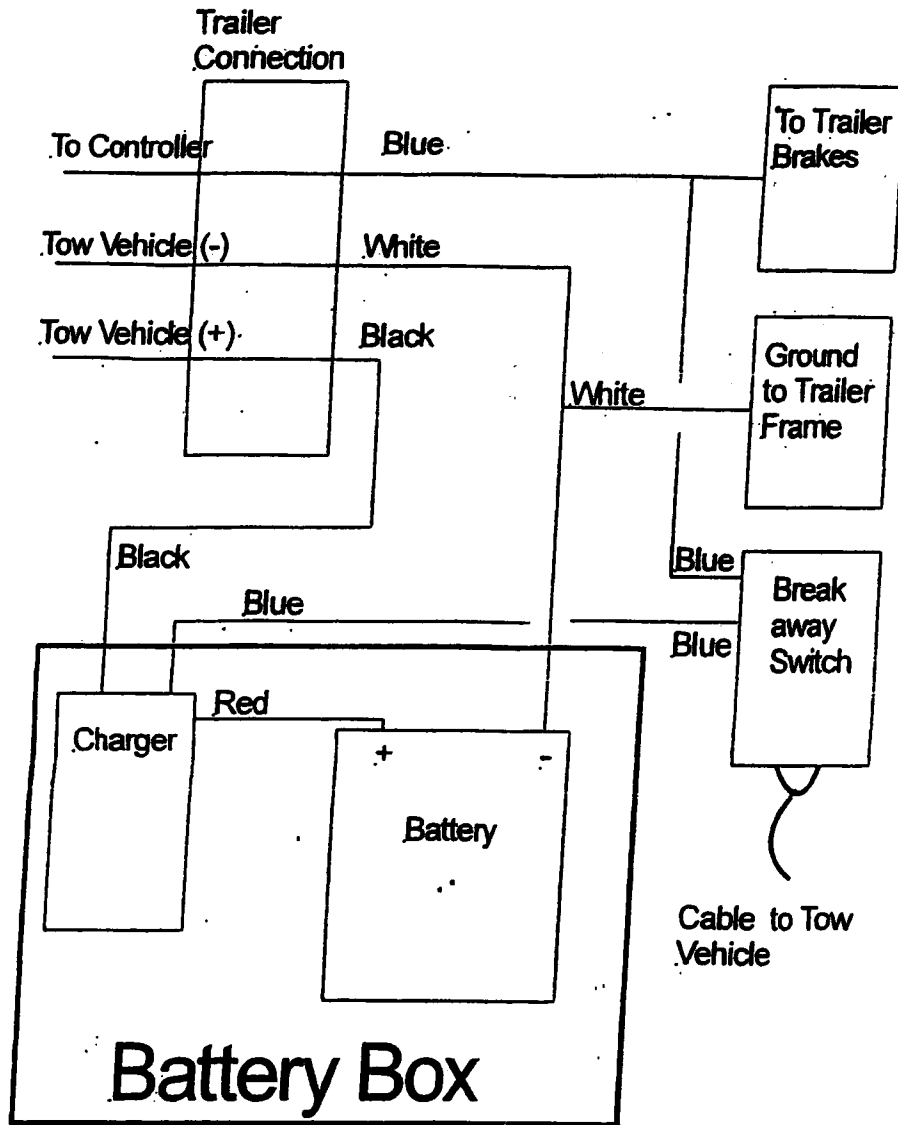 Trailer
Connection
To Controller
Blue
To Trailer
Brakes
Tow Vehicle (-)
White
Tow Vehicle (+)
Black
White
Ground
to Trailer
Frame
Black
Blue
Blue
Blue
Break
away
Switch
Red
Charger
+
-
Battery
Cable to Tow
Vehicle
Battery Box